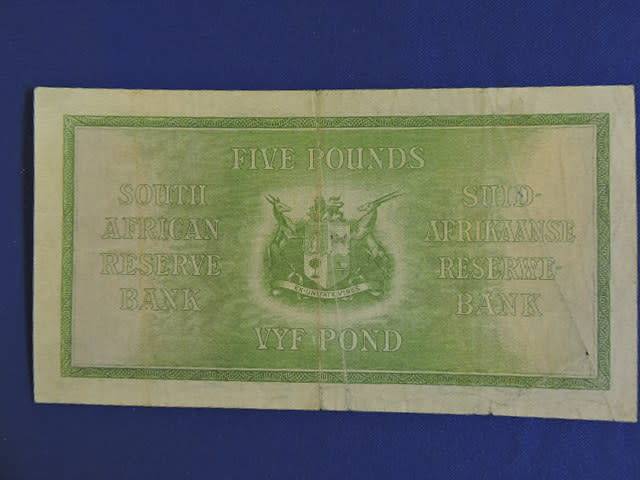 FIVE POUNDS
SOUTH
AFRICAN
RESERVE
BANK
EX UNITATE VIRES
SUID-
AFRIKAANSE
RESERWE-
BANK
VYF POND